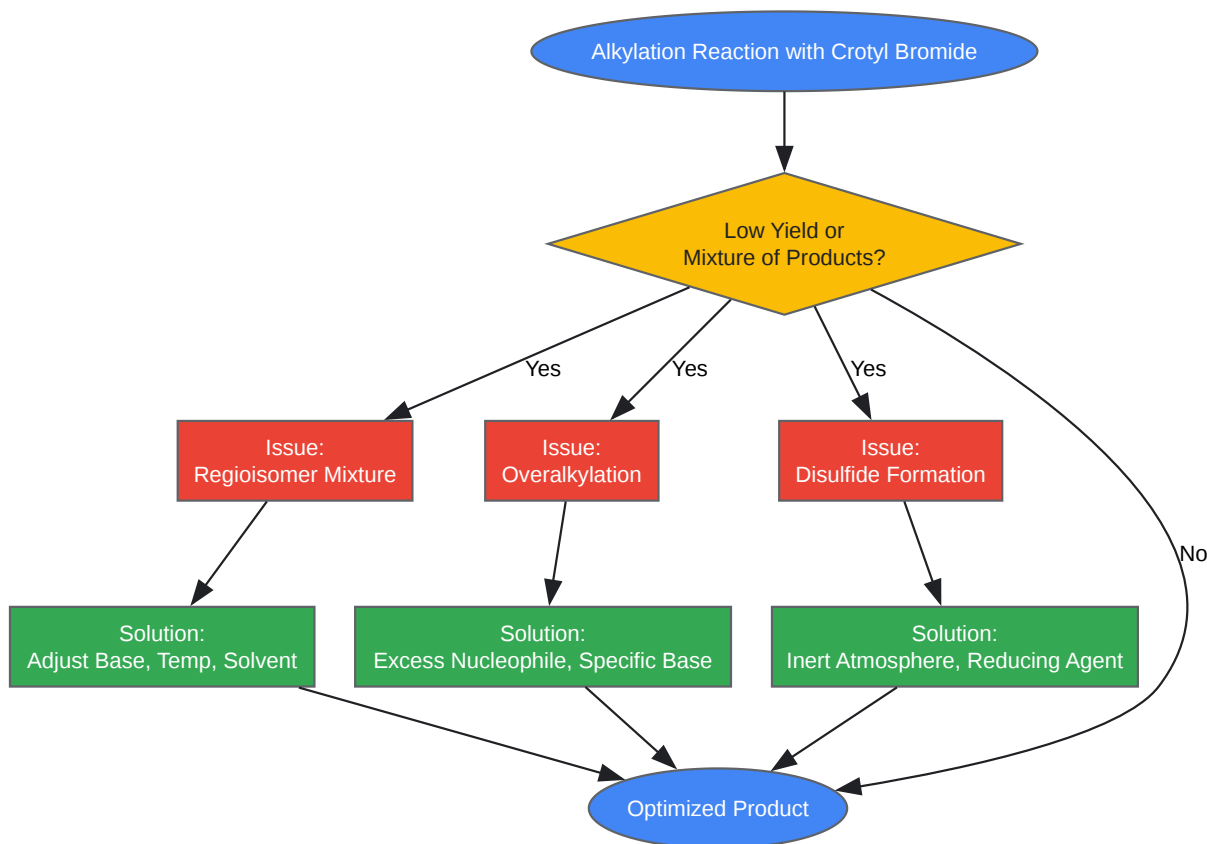 Alkylation Reaction with Crotyl Bromide
Low Yield or
Mixture of Products?
Yes
Yes
Yes
Issue:
Regioisomer Mixture
Issue:
Overalkylation
Issue:
Disulfide Formation
No
Solution:
Adjust Base, Temp, Solvent
Solution:
Excess Nucleophile, Specific Base
Solution:
Inert Atmosphere, Reducing Agent
Optimized Product